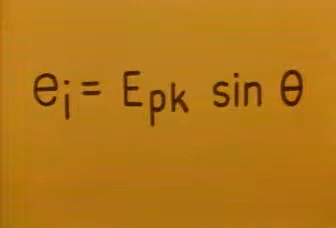 eᵢ = Eₚₖ sin θ